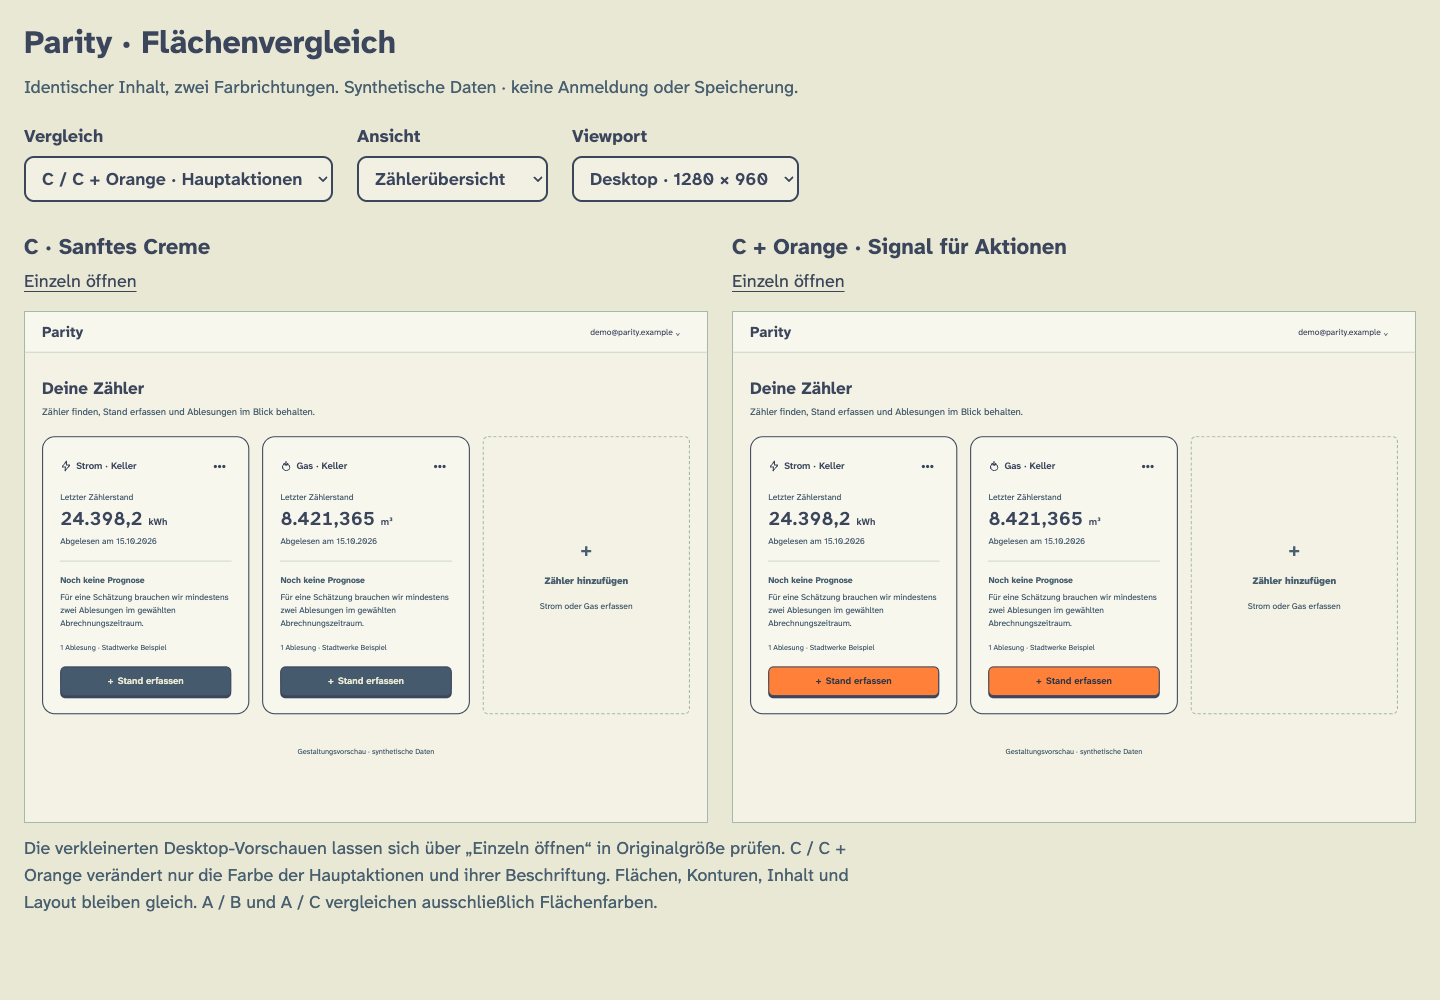 Parity · Flächenvergleich
Identischer Inhalt, zwei Farbrichtungen. Synthetische Daten · keine Anmeldung oder Speicherung.
Vergleich
Ansicht
Viewport
C / C + Orange · Hauptaktionen
Zählerübersicht
Desktop · 1280 × 960
C · Sanftes Creme
Einzeln öffnen
Parity
demo@parity.example
Deine Zähler
Zähler finden, Stand erfassen und Ablesungen im Blick behalten.
Strom · Keller
Letzter Zählerstand
24.398,2 kWh
Abgelesen am 15.10.2026
Noch keine Prognose
Für eine Schätzung brauchen wir mindestens
zwei Ablesungen im gewählten
Abrechnungszeitraum.
1 Ablesung · Stadtwerke Beispiel
+ Stand erfassen
Gas · Keller
Letzter Zählerstand
8.421,365 m³
Abgelesen am 15.10.2026
Noch keine Prognose
Für eine Schätzung brauchen wir mindestens
zwei Ablesungen im gewählten
Abrechnungszeitraum.
1 Ablesung · Stadtwerke Beispiel
+ Stand erfassen
+
Zähler hinzufügen
Strom oder Gas erfassen
Gestaltungsvorschau · synthetische Daten
C + Orange · Signal für Aktionen
Einzeln öffnen
Parity
demo@parity.example
Deine Zähler
Zähler finden, Stand erfassen und Ablesungen im Blick behalten.
Strom · Keller
Letzter Zählerstand
24.398,2 kWh
Abgelesen am 15.10.2026
Noch keine Prognose
Für eine Schätzung brauchen wir mindestens
zwei Ablesungen im gewählten
Abrechnungszeitraum.
1 Ablesung · Stadtwerke Beispiel
+ Stand erfassen
Gas · Keller
Letzter Zählerstand
8.421,365 m³
Abgelesen am 15.10.2026
Noch keine Prognose
Für eine Schätzung brauchen wir mindestens
zwei Ablesungen im gewählten
Abrechnungszeitraum.
1 Ablesung · Stadtwerke Beispiel
+ Stand erfassen
+
Zähler hinzufügen
Strom oder Gas erfassen
Gestaltungsvorschau · synthetische Daten
Die verkleinerten Desktop-Vorschauen lassen sich über „Einzeln öffnen“ in Originalgröße prüfen. C / C +
Orange verändert nur die Farbe der Hauptaktionen und ihrer Beschriftung. Flächen, Konturen, Inhalt und
Layout bleiben gleich. A / B und A / C vergleichen ausschließlich Flächenfarben.